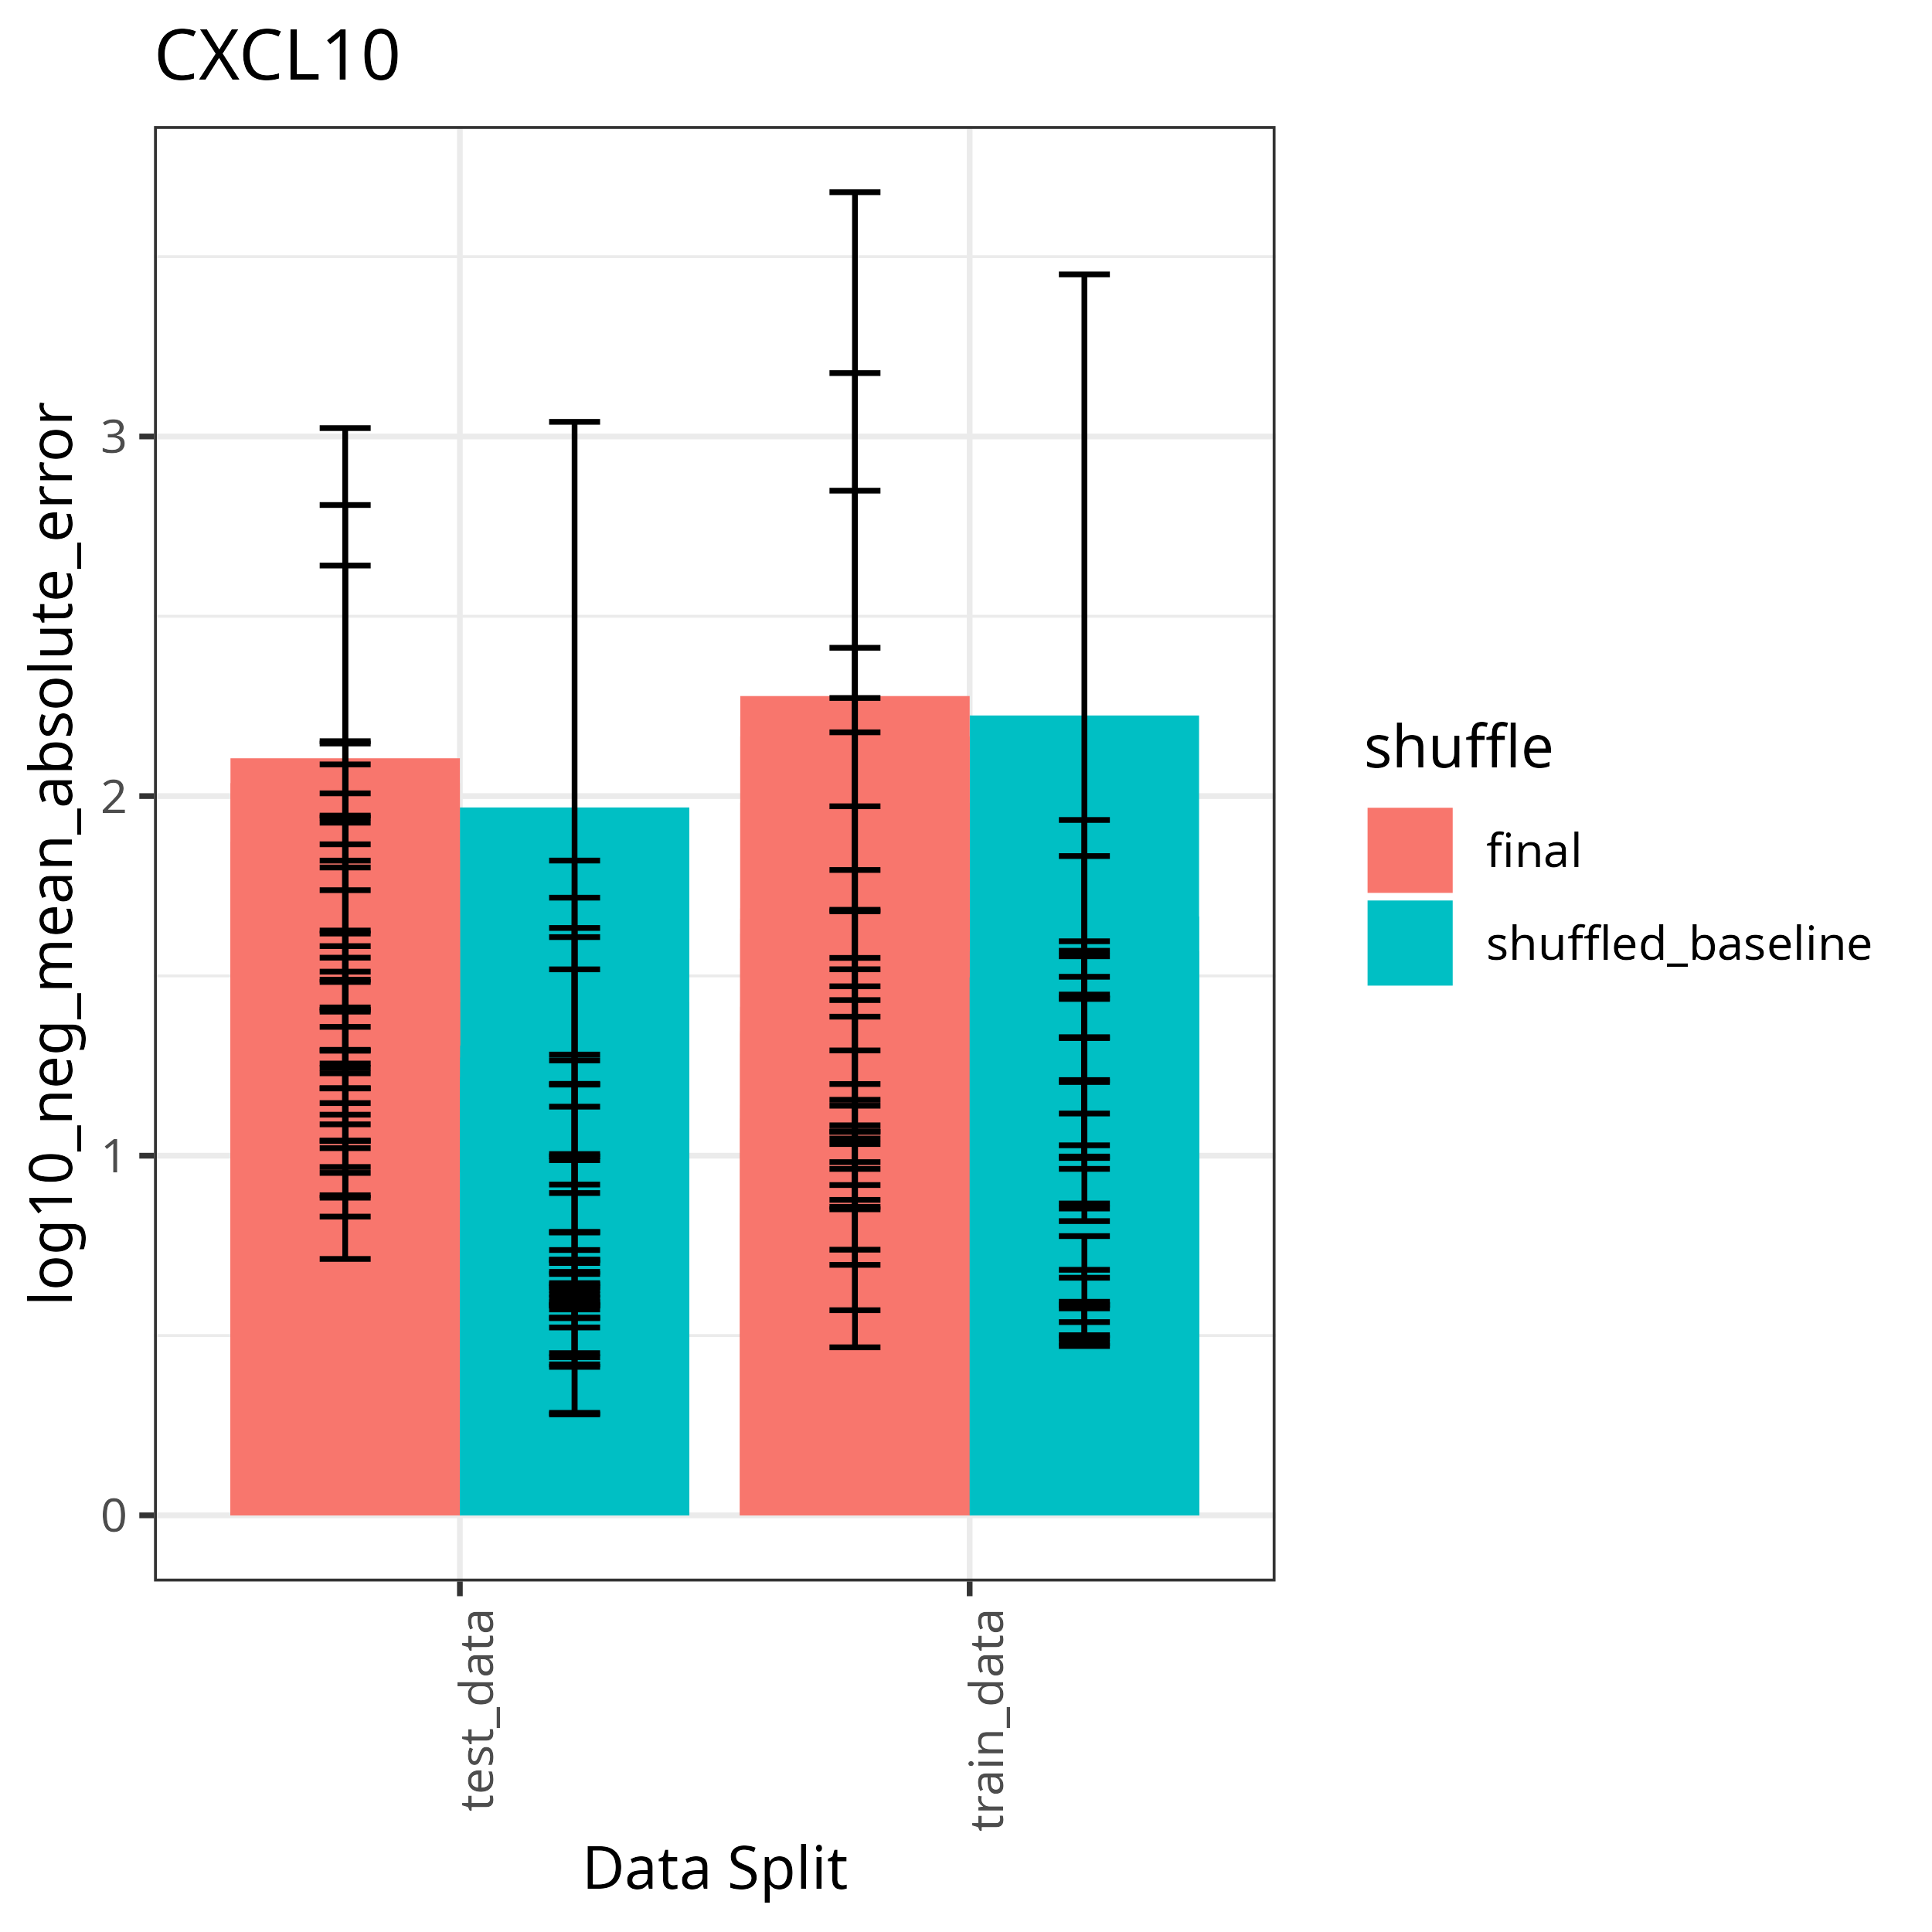 CXCL10
log10_neg_mean_absolute_error
3
2
1
0
test_data
train_data
Data Split
shuffle
final
shuffled_baseline